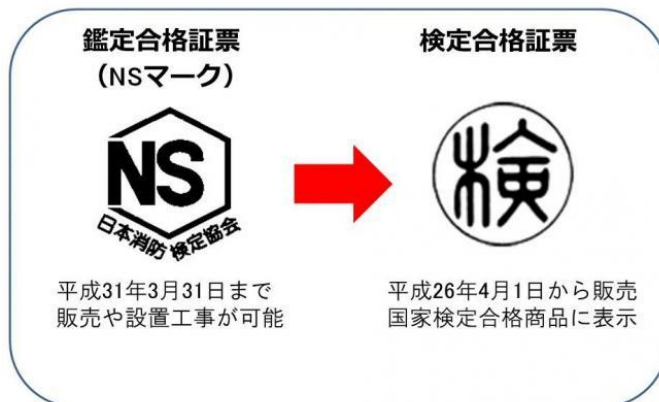 鑑定合格証票
（NSマーク）
NS
日本消防 検定協会
平成31年3月31日まで
販売や設置工事が可能
検定合格証票
検
平成26年4月1日から販売
国家検定合格商品に表示